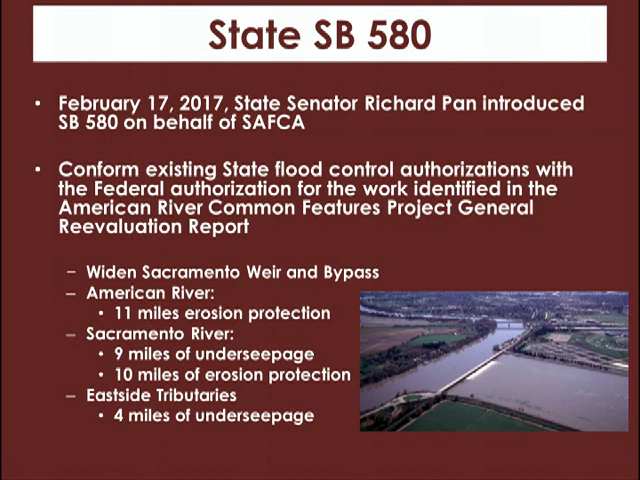 State SB 580
• February 17, 2017, State Senator Richard Pan introduced
SB 580 on behalf of SAFCA
• Conform existing State flood control authorizations with
the Federal authorization for the work identified in the
American River Common Features Project General
Reevaluation Report
– Widen Sacramento Weir and Bypass
– American River:
• 11 miles erosion protection
– Sacramento River:
• 9 miles of underseepage
• 10 miles of erosion protection
– Eastside Tributaries
• 4 miles of underseepage